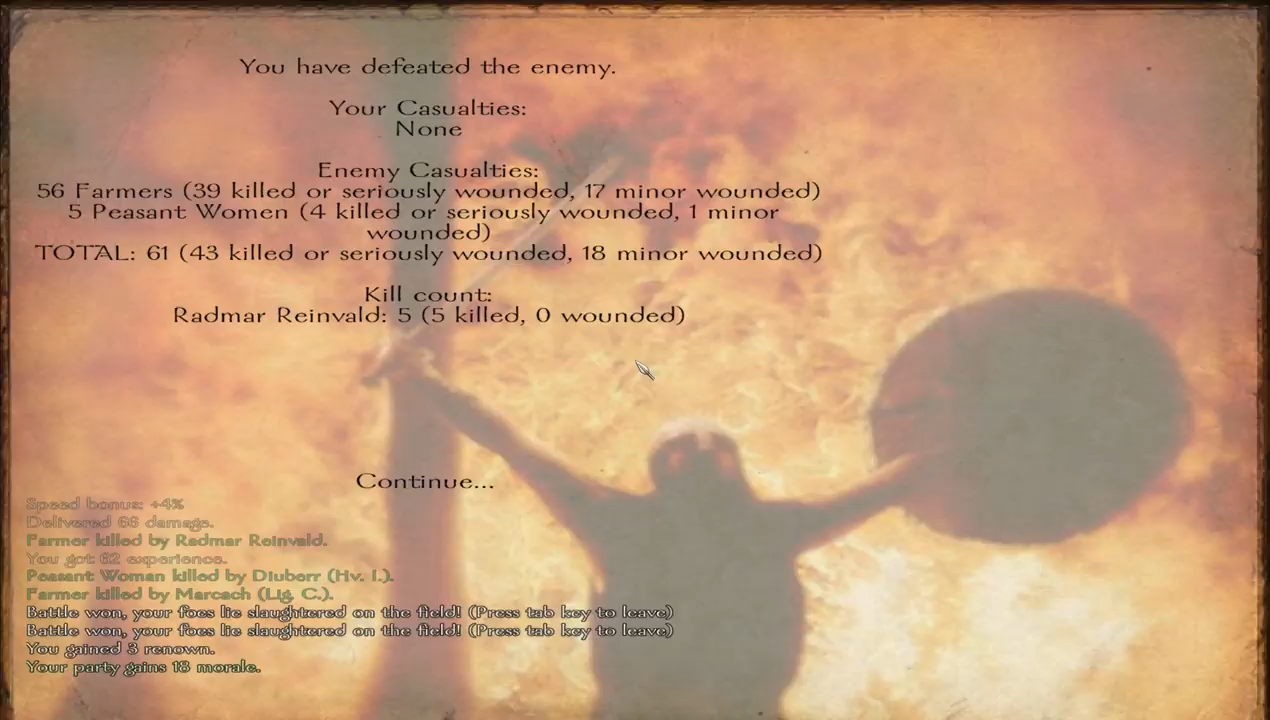 You have defeated the enemy.
Your Casualties:
None
Enemy Casualties:
56 Farmers (39 killed or seriously wounded, 17 minor wounded)
5 Peasant Women (4 killed or seriously wounded, 1 minor
wounded)
TOTAL: 61 (43 killed or seriously wounded, 18 minor wounded)
Kill count:
Radmar Reinvald: 5 (5 killed, 0 wounded)
Continue...
Speed bonus: +4%
Delivered 66 damage.
Farmer killed by Radmar Reinvald.
You got 62 experience.
Peasant Woman killed by Diuberr (Hv. I.).
Farmer killed by Marcach (Lig. C.).
Battle won, your foes lie slaughtered on the field! (Press tab key to leave)
Battle won, your foes lie slaughtered on the field! (Press tab key to leave)
You gained 3 renown.
Your party gains 18 morale.